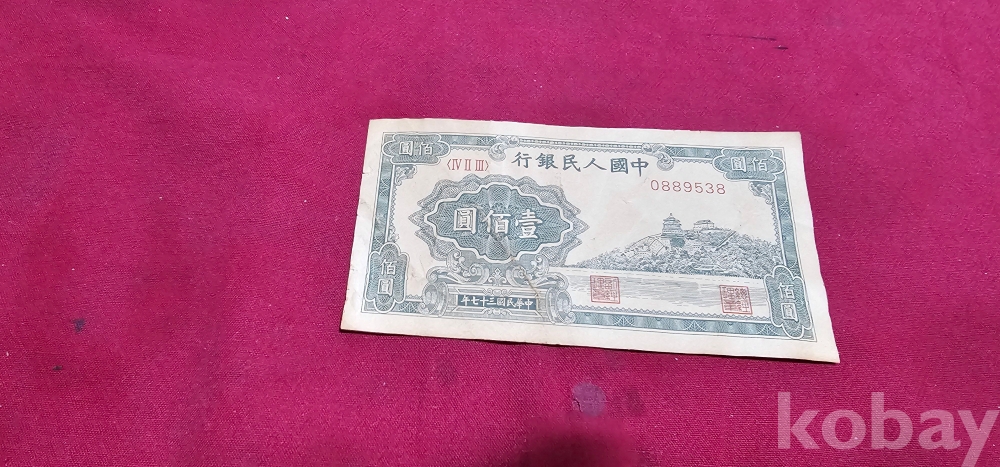 佰圓
中國人民銀行
佰圓
〈IV II III〉
0889538
壹佰圓
佰圓
佰圓
中華民國三十七年
kobay